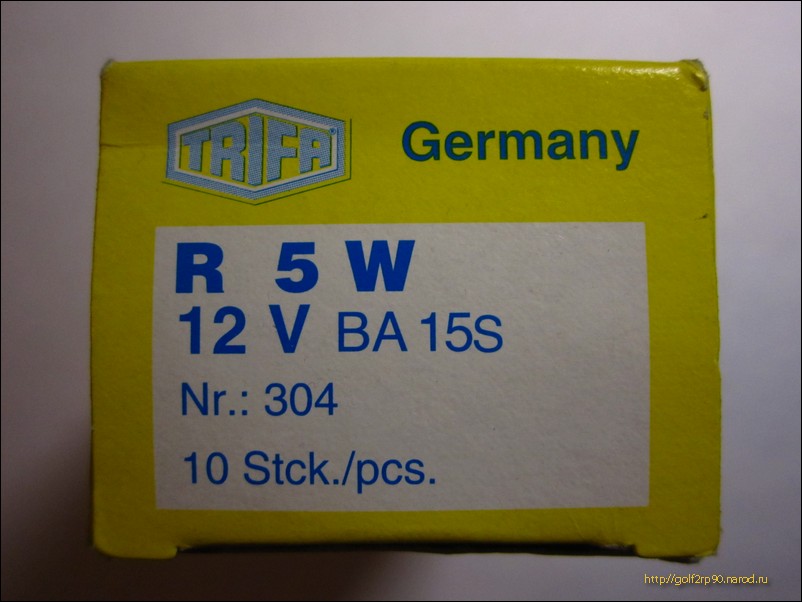 TRIFA® Germany
R 5 W
12 V BA 15S
Nr.: 304
10 Stck./pcs.
http://golf2rp90.narod.ru